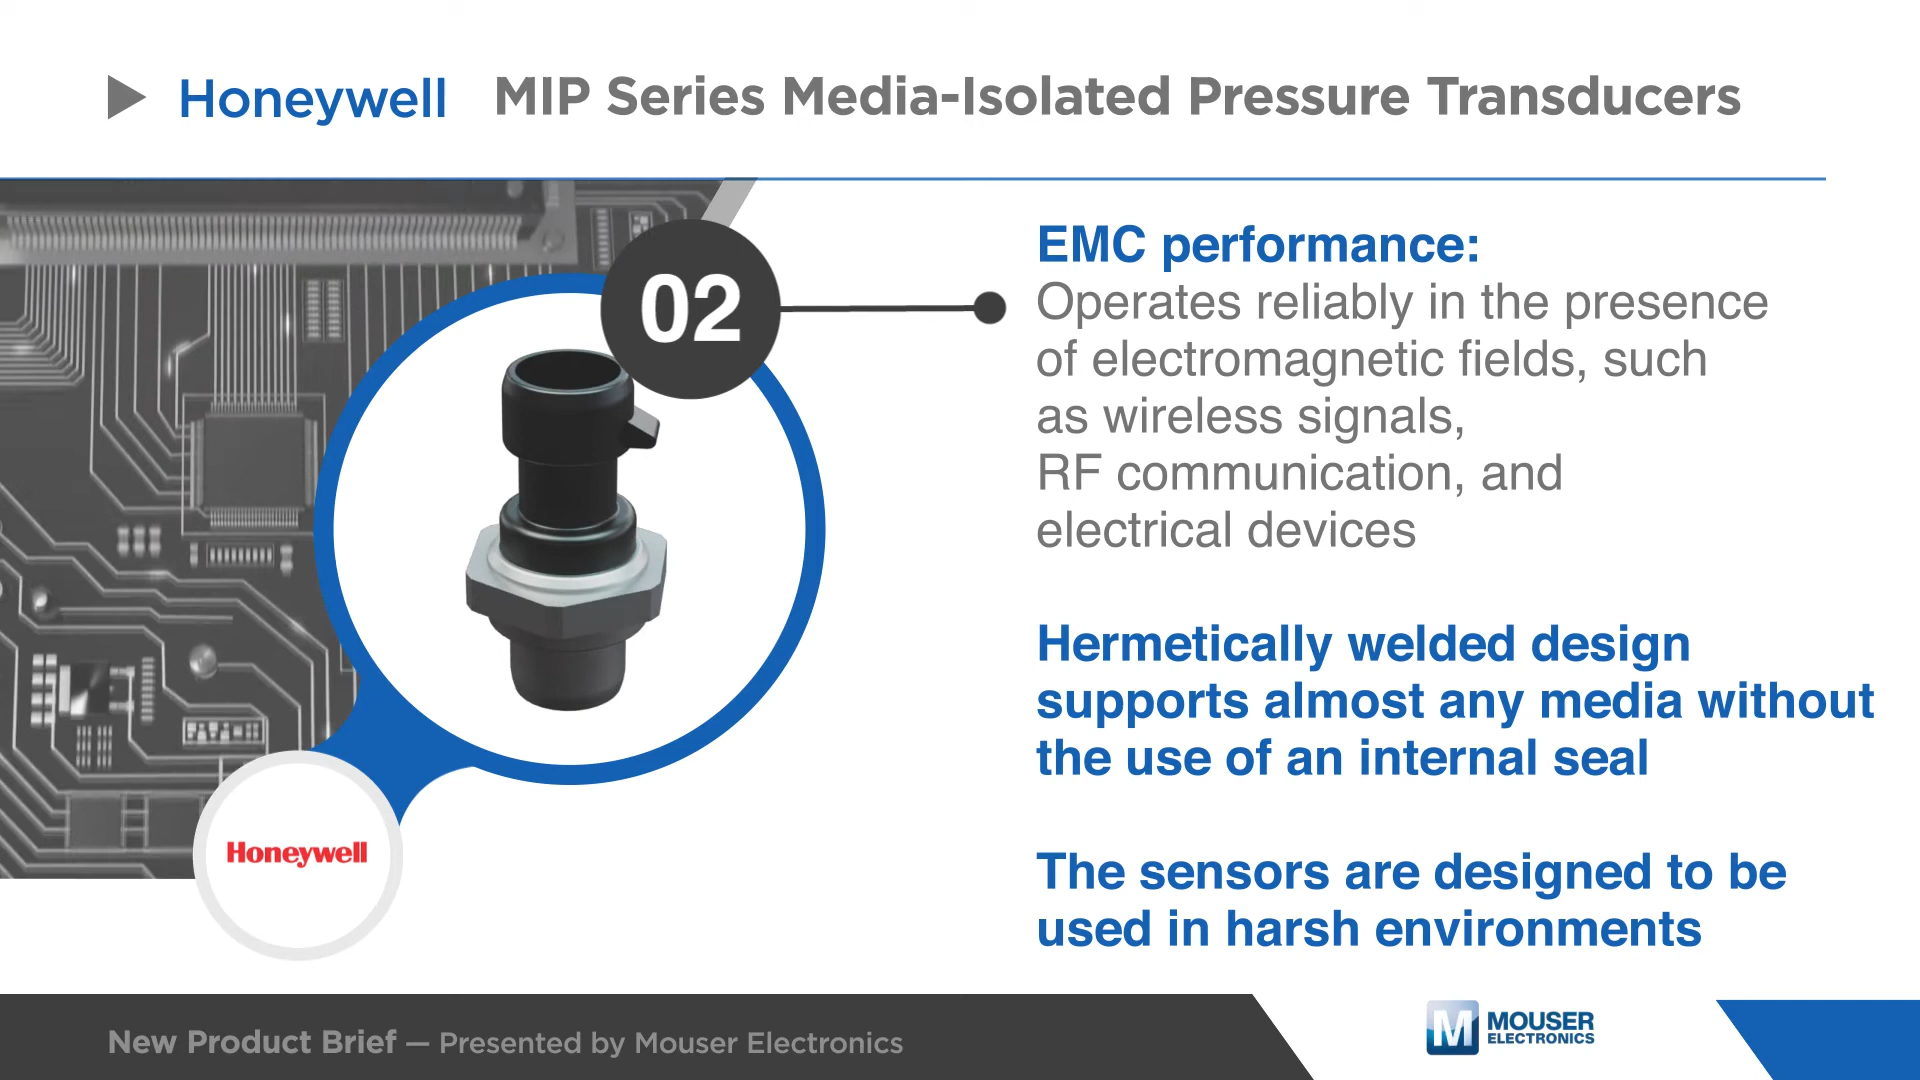 Honeywell MIP Series Media-Isolated Pressure Transducers
02
EMC performance:
Operates reliably in the presence
of electromagnetic fields, such
as wireless signals,
RF communication, and
electrical devices
Hermetically welded design
supports almost any media without
the use of an internal seal
The sensors are designed to be
used in harsh environments
Honeywell
New Product Brief — Presented by Mouser Electronics
M MOUSER
ELECTRONICS